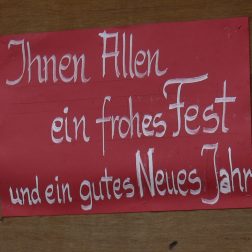 Ihnen Allen
ein frohes Fest
und ein gutes Neues Jahr